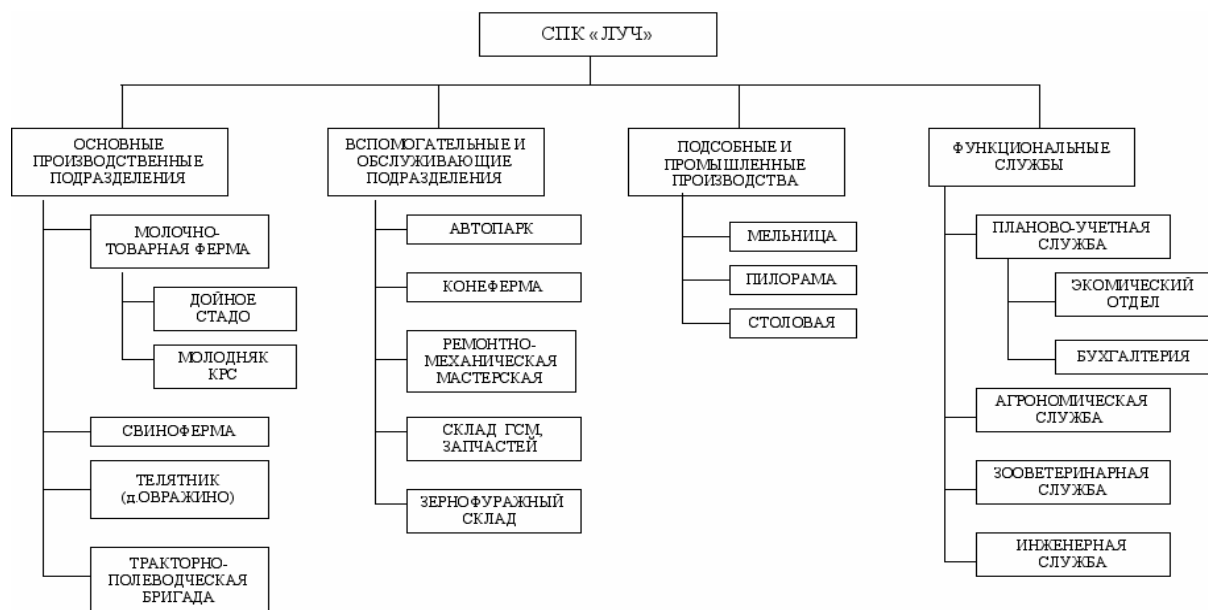 СПК «ЛУЧ»
ОСНОВНЫЕ
ПРОИЗВОДСТВЕННЫЕ
ПОДРАЗДЕЛЕНИЯ
МОЛОЧНО-
ТОВАРНАЯ ФЕРМА
ДОЙНОЕ
СТАДО
МОЛОДНЯК
КРС
СВИНОФЕРМА
ТЕЛЯТНИК
(д.ОВРАЖИНО)
ТРАКТОРНО-
ПОЛЕВОДЧЕСКАЯ
БРИГАДА
ВСПОМОГАТЕЛЬНЫЕ И
ОБСЛУЖИВАЮЩИЕ
ПОДРАЗДЕЛЕНИЯ
АВТОПАРК
КОНЕФЕРМА
РЕМОНТНО-
МЕХАНИЧЕСКАЯ
МАСТЕРСКАЯ
СКЛАД ГСМ,
ЗАПЧАСТЕЙ
ЗЕРНОФУРАЖНЫЙ
СКЛАД
ПОДСОБНЫЕ И
ПРОМЫШЛЕННЫЕ
ПРОИЗВОДСТВА
МЕЛЬНИЦА
ПИЛОРАМА
СТОЛОВАЯ
ФУНКЦИОНАЛЬНЫЕ
СЛУЖБЫ
ПЛАНОВО-УЧЕТНАЯ
СЛУЖБА
ЭКОМИЧЕСКИЙ
ОТДЕЛ
БУХГАЛТЕРИЯ
АГРОНОМИЧЕСКАЯ
СЛУЖБА
ЗООВЕТЕРИНАРНАЯ
СЛУЖБА
ИНЖЕНЕРНАЯ
СЛУЖБА